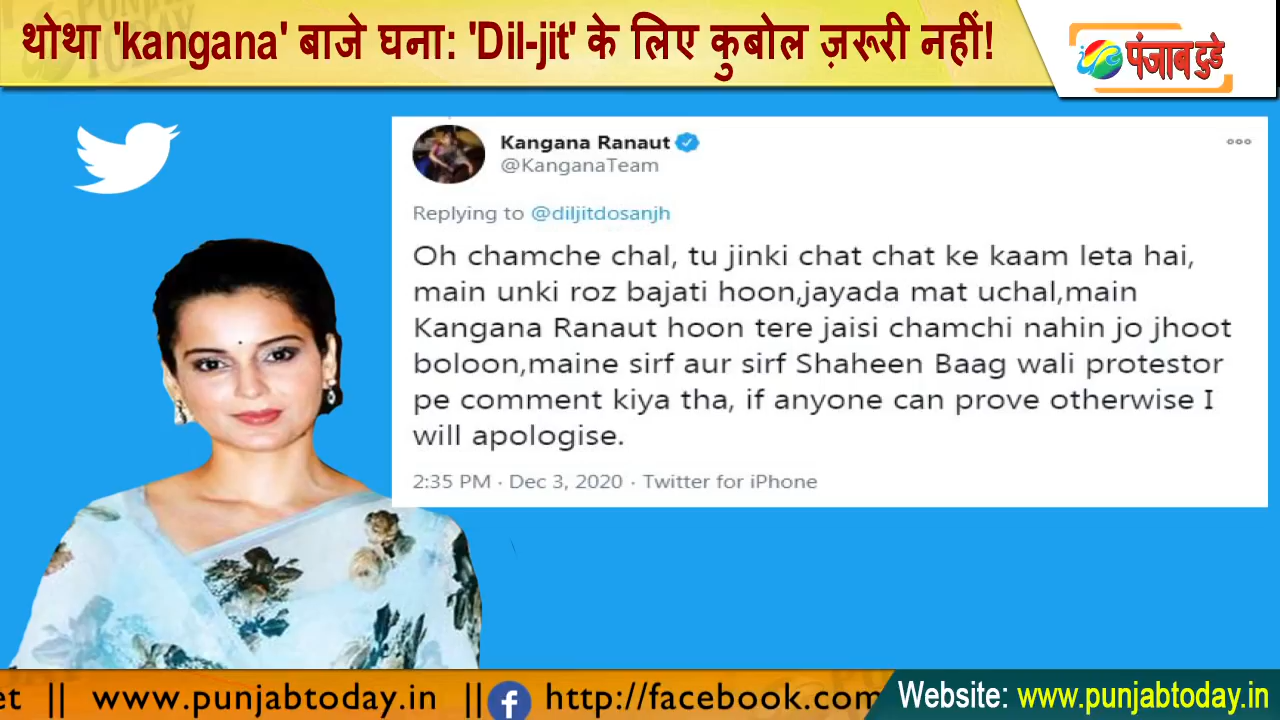 थोथा 'kangana' बाजे घना: 'Dil-jit' के लिए कुबोल ज़रूरी नहीं!
पंजाब टुडे
Kangana Ranaut
@KanganaTeam
Replying to @diljitdosanjh
Oh chamche chal, tu jinki chat chat ke kaam leta hai,
main unki roz bajati hoon,jayada mat uchal,main
Kangana Ranaut hoon tere jaisi chamchi nahin jo jhoot
boloon,maine sirf aur sirf Shaheen Baag wali protestor
pe comment kiya tha, if anyone can prove otherwise I
will apologise.
2:35 PM · Dec 3, 2020 · Twitter for iPhone
et || www.punjabtoday.in || http://facebook.com
Website: www.punjabtoday.in